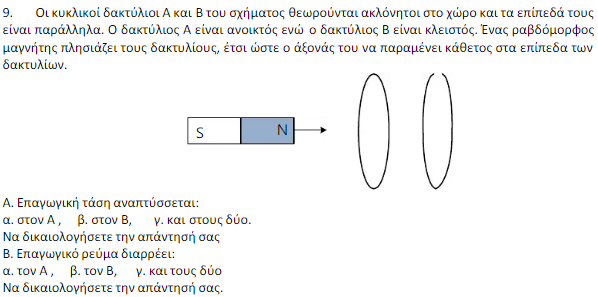 9. Οι κυκλικοί δακτύλιοι Α και Β του σχήματος θεωρούνται ακλόνητοι στο χώρο και τα επίπεδά τους
είναι παράλληλα. Ο δακτύλιος Α είναι ανοικτός ενώ ο δακτύλιος Β είναι κλειστός. Ένας ραβδόμορφος
μαγνήτης πλησιάζει τους δακτυλίους, έτσι ώστε ο άξονάς του να παραμένει κάθετος στα επίπεδα των
δακτυλίων.
S N
Α. Επαγωγική τάση αναπτύσσεται:
α. στον Α , β. στον Β, γ. και στους δύο.
Να δικαιολογήσετε την απάντησή σας
Β. Επαγωγικό ρεύμα διαρρέει:
α. τον Α , β. τον Β, γ. και τους δύο
Να δικαιολογήσετε την απάντησή σας.